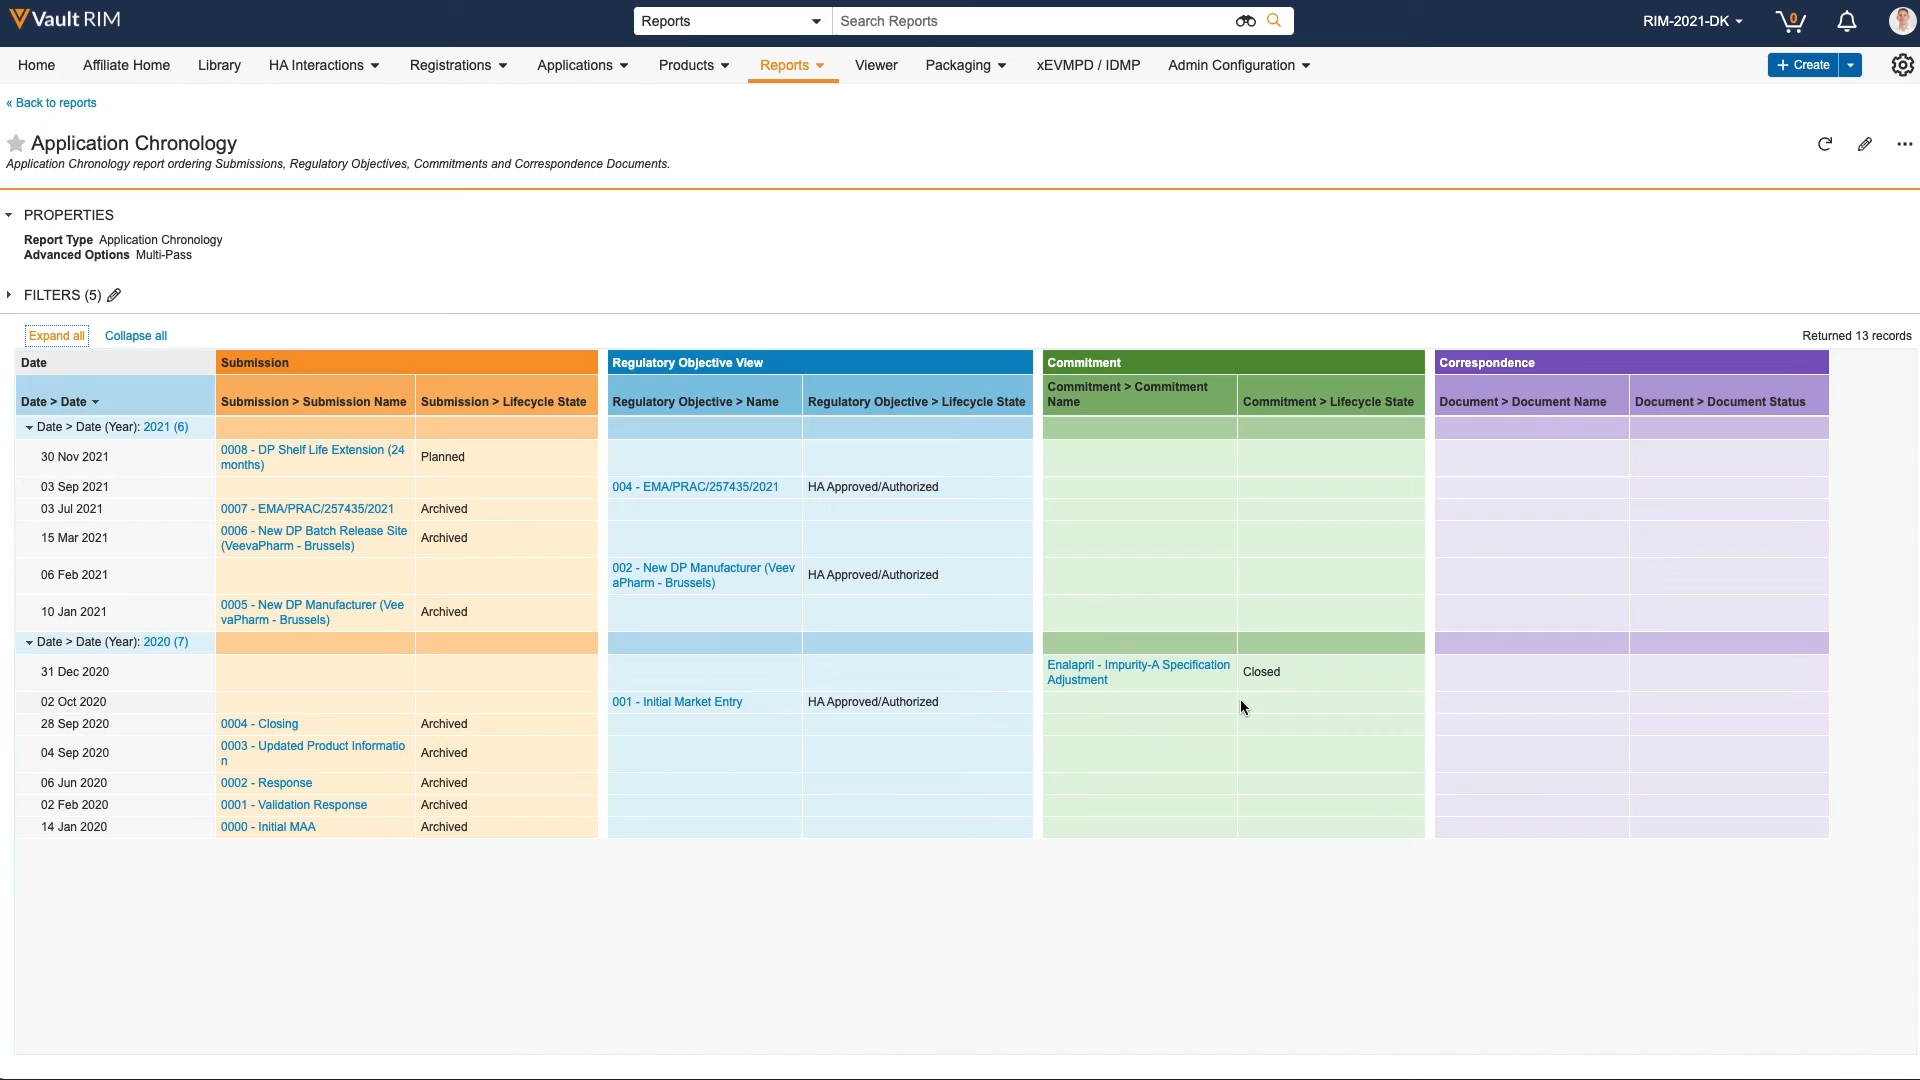 Vault RIM
Reports
Search Reports
RIM-2021-DK
0
Home
Affiliate Home
Library
HA Interactions
Registrations
Applications
Products
Reports
Viewer
Packaging
xEVMPD / IDMP
Admin Configuration
+ Create
« Back to reports
Application Chronology
Application Chronology report ordering Submissions, Regulatory Objectives, Commitments and Correspondence Documents.
PROPERTIES
Report Type Application Chronology
Advanced Options Multi-Pass
FILTERS (5)
Expand all Collapse all
Returned 13 records
Date
Submission
Regulatory Objective View
Commitment
Correspondence
Date > Date
Submission > Submission Name
Submission > Lifecycle State
Regulatory Objective > Name
Regulatory Objective > Lifecycle State
Commitment > Commitment
Name
Commitment > Lifecycle State
Document > Document Name
Document > Document Status
Date > Date (Year): 2021 (6)
30 Nov 2021
0008 - DP Shelf Life Extension (24
months)
Planned
03 Sep 2021
004 - EMA/PRAC/257435/2021
HA Approved/Authorized
03 Jul 2021
0007 - EMA/PRAC/257435/2021
Archived
15 Mar 2021
0006 - New DP Batch Release Site
(VeevaPharm - Brussels)
Archived
06 Feb 2021
002 - New DP Manufacturer (Veev
aPharm - Brussels)
HA Approved/Authorized
10 Jan 2021
0005 - New DP Manufacturer (Vee
vaPharm - Brussels)
Archived
Date > Date (Year): 2020 (7)
31 Dec 2020
Enalapril - Impurity-A Specification
Adjustment
Closed
02 Oct 2020
001 - Initial Market Entry
HA Approved/Authorized
28 Sep 2020
0004 - Closing
Archived
04 Sep 2020
0003 - Updated Product Informatio
n
Archived
06 Jun 2020
0002 - Response
Archived
02 Feb 2020
0001 - Validation Response
Archived
14 Jan 2020
0000 - Initial MAA
Archived